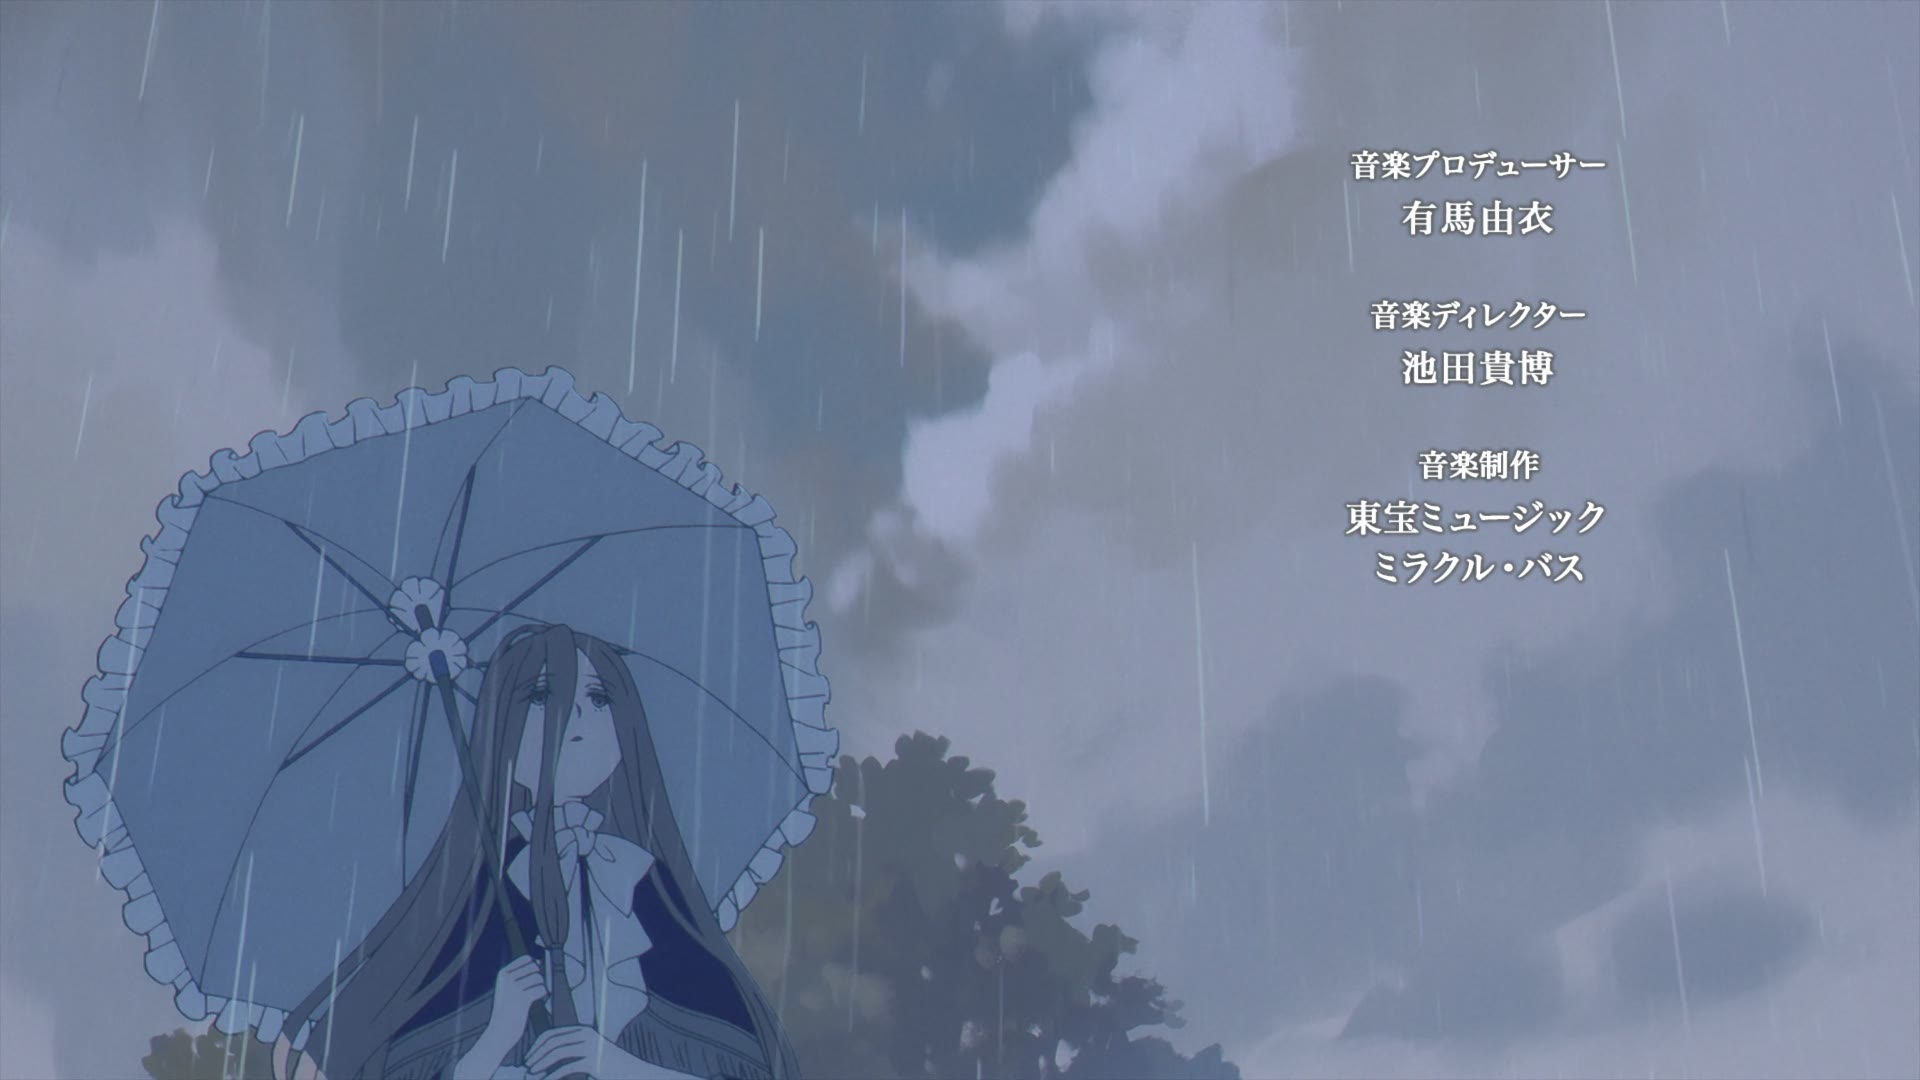 音楽プロデューサー
有馬由衣
音楽ディレクター
池田貴博
音楽制作
東宝ミュージック
ミラクル・バス